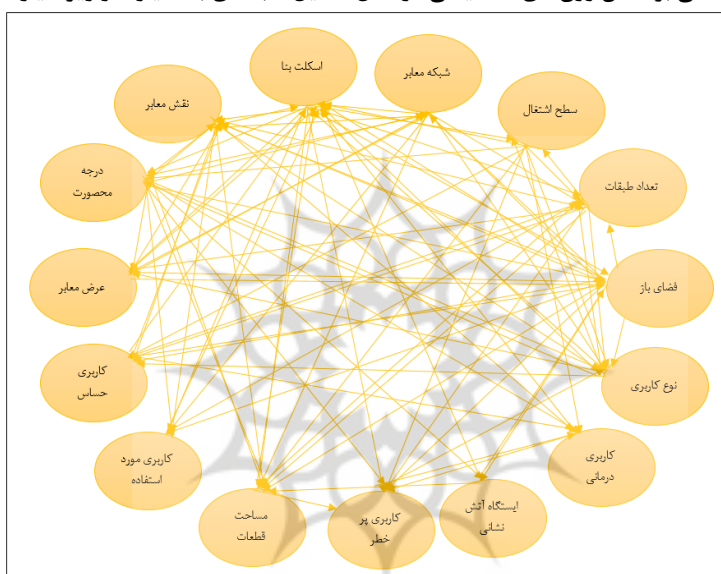 اسکلت بنا
شبکه معابر
سطح اشتغال
تعداد طبقات
فضای باز
نوع کاربری
کاربری
درمانی
ایستگاه آتش
نشانی
کاربری پر
خطر
مساحت
قطعات
کاربری مورد
استفاده
کاربری
حساس
عرض معابر
درجه
محصورت
نقش معابر